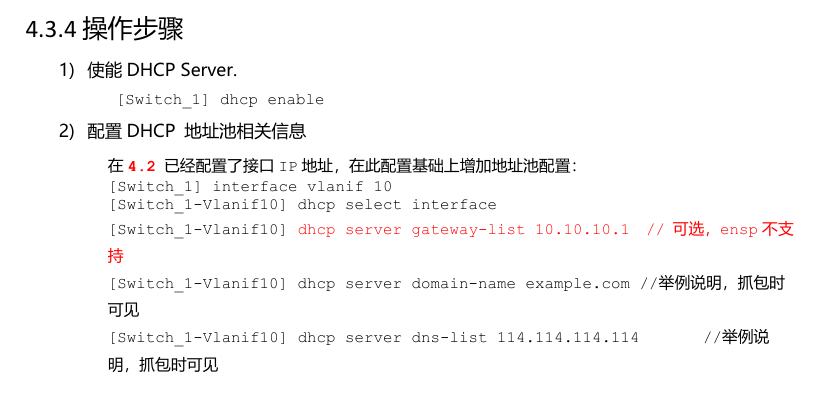 4.3.4 操作步骤
1) 使能 DHCP Server.
[Switch_1] dhcp enable
2) 配置 DHCP 地址池相关信息
在 4.2 已经配置了接口 IP 地址，在此配置基础上增加地址池配置：
[Switch_1] interface vlanif 10
[Switch_1-Vlanif10] dhcp select interface
[Switch_1-Vlanif10] dhcp server gateway-list 10.10.10.1 // 可选，ensp 不支
持
[Switch_1-Vlanif10] dhcp server domain-name example.com //举例说明，抓包时
可见
[Switch_1-Vlanif10] dhcp server dns-list 114.114.114.114 //举例说
明，抓包时可见